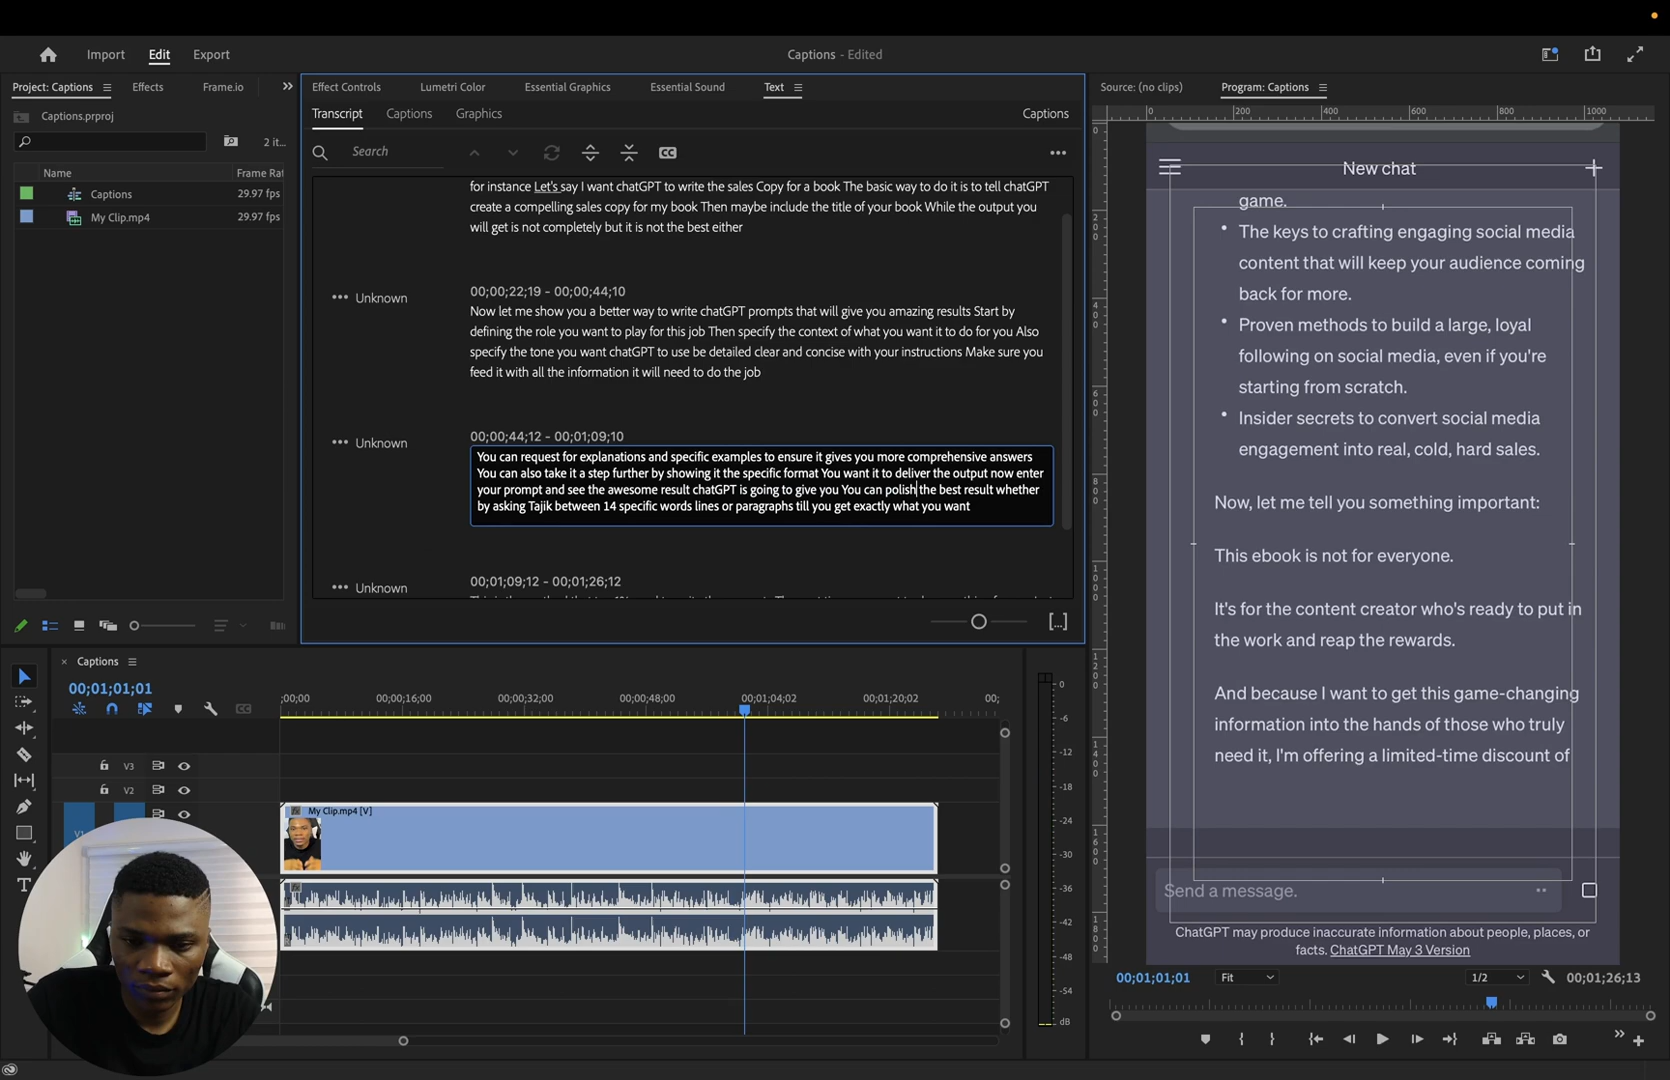 Import
Edit
Export
Captions - Edited
Project: Captions
Effects
Frame.io
Effect Controls
Lumetri Color
Essential Graphics
Essential Sound
Text
Source: (no clips)
Program: Captions
Captions.prproj
Transcript
Captions
Graphics
Captions
2 it...
Search
Name
Frame Rat
Captions
29.97 fps
My Clip.mp4
29.97 fps
for instance Let's say I want chatGPT to write the sales Copy for a book The basic way to do it is to tell chatGPT
create a compelling sales copy for my book Then maybe include the title of your book While the output you
will get is not completely but it is not the best either
Unknown
00;00;22;19 - 00;00;44;10
Now let me show you a better way to write chatGPT prompts that will give you amazing results Start by
defining the role you want to play for this job Then specify the context of what you want it to do for you Also
specify the tone you want chatGPT to use be detailed clear and concise with your instructions Make sure you
feed it with all the information it will need to do the job
Unknown
00;00;44;12 - 00;01;09;10
You can request for explanations and specific examples to ensure it gives you more comprehensive answers
You can also take it a step further by showing it the specific format You want it to deliver the output now enter
your prompt and see the awesome result chatGPT is going to give you You can polish the best result whether
by asking Tajik between 14 specific words lines or paragraphs till you get exactly what you want
Unknown
00;01;09;12 - 00;01;26;12
0
200
400
600
800
1000
New chat
game.
• The keys to crafting engaging social media
content that will keep your audience coming
back for more.
• Proven methods to build a large, loyal
following on social media, even if you're
starting from scratch.
• Insider secrets to convert social media
engagement into real, cold, hard sales.
Now, let me tell you something important:
This ebook is not for everyone.
It's for the content creator who's ready to put in
the work and reap the rewards.
And because I want to get this game-changing
information into the hands of those who truly
need it, I'm offering a limited-time discount of
Send a message.
ChatGPT may produce inaccurate information about people, places, or
facts. ChatGPT May 3 Version
00;01;01;01
Fit
1/2
00;01;26;13
Captions
00;01;01;01
;00;00
00;00;16;00
00;00;32;00
00;00;48;00
00;01;04;02
00;01;20;02
00;
V3
V2
V1
My Clip.mp4 [V]
0
-6
-12
-18
-24
-30
-36
-42
-48
-54
dB